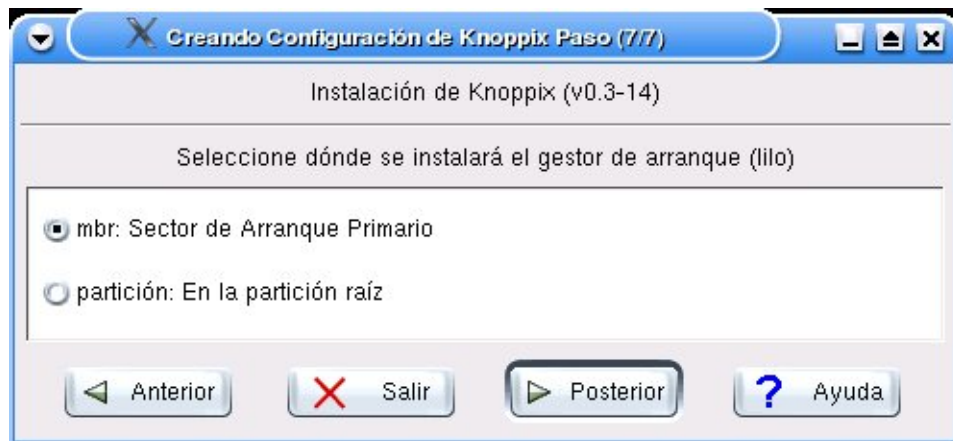 Creando Configuración de Knoppix Paso (7/7)
Instalación de Knoppix (v0.3-14)
Seleccione dónde se instalará el gestor de arranque (lilo)
mbr: Sector de Arranque Primario
partición: En la partición raíz
Anterior Salir Posterior ? Ayuda